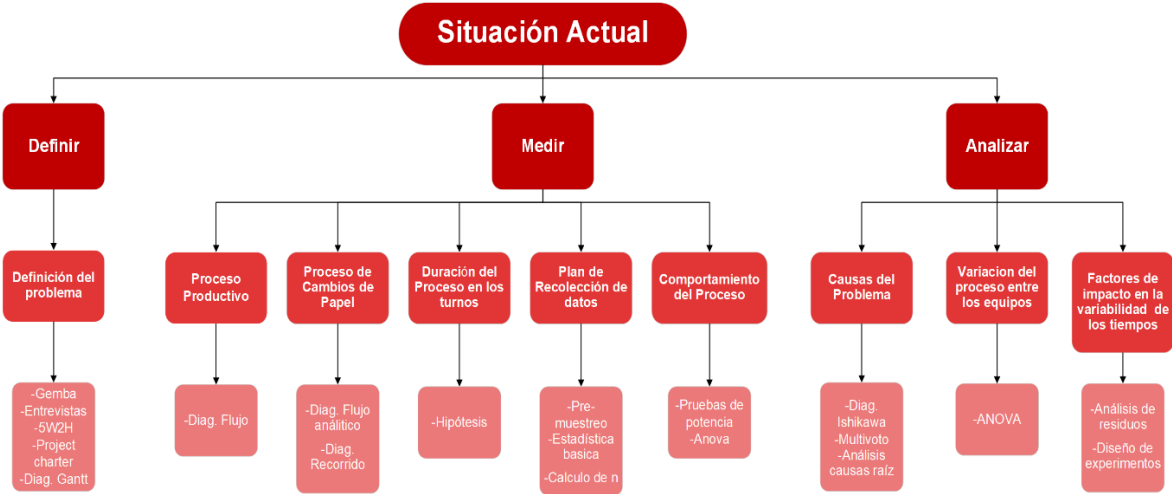 Situación Actual
Definir
Medir
Analizar
Definición del
problema
Proceso
Productivo
Proceso de
Cambios de
Papel
Duración del
Proceso en los
turnos
Plan de
Recolección de
datos
Comportamiento
del Proceso
Causas del
Problema
Variacion del
proceso entre
los equipos
Factores de
impacto en la
variabilidad de
los tiempos
-Gemba
-Entrevistas
-5W2H
-Project
charter
-Diag. Gantt
-Diag. Flujo
-Diag. Flujo
análitico
-Diag.
Recorrido
-Hipótesis
-Pre-
muestreo
-Estadística
basica
-Calculo de n
-Pruebas de
potencia
-Anova
-Diag.
Ishikawa
-Multivoto
-Análisis
causas raíz
-ANOVA
-Análisis de
residuos
-Diseño de
experimentos